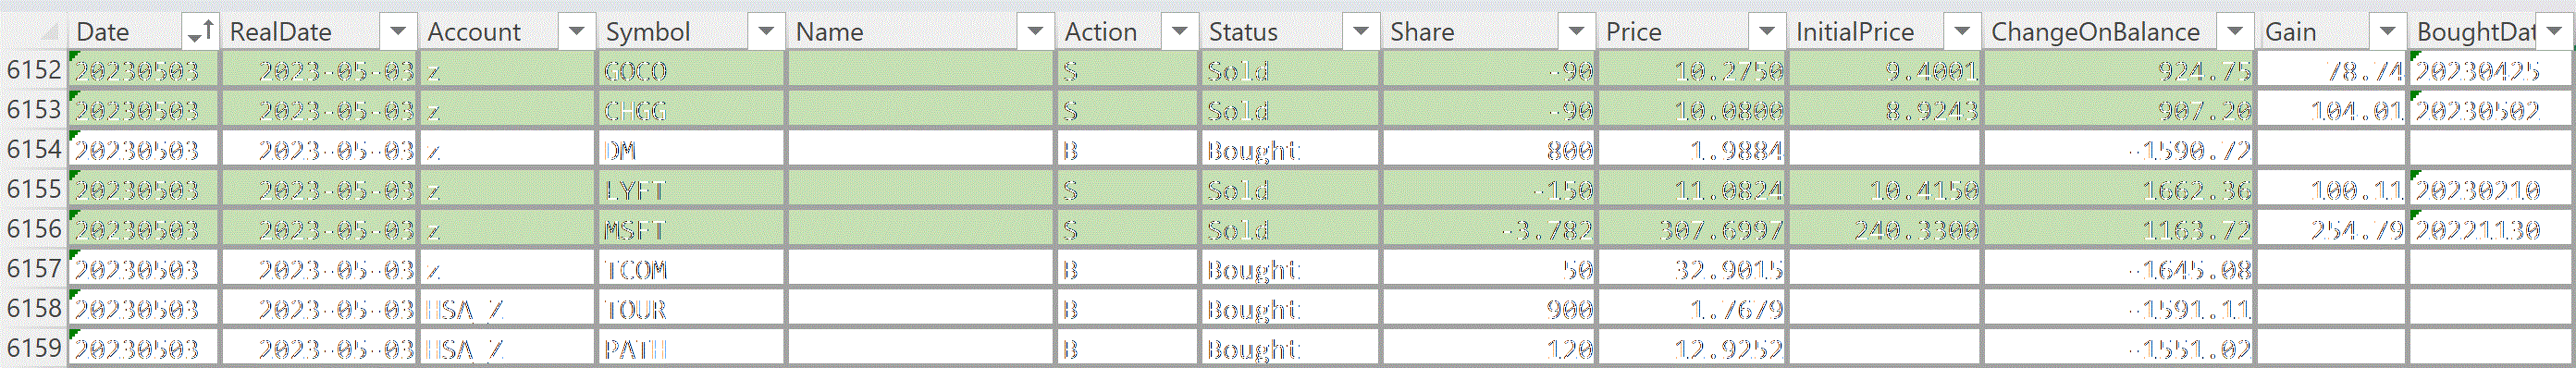 Date RealDate Account Symbol Name Action Status Share Price InitialPrice ChangeOnBalance Gain BoughtDat
6152 20230503 2023-05-03 z GOCO S Sold -90 10.2750 9.4001 924.75 78.74 20230425
6153 20230503 2023-05-03 z CHGG S Sold -90 10.0800 8.9243 907.20 104.01 20230502
6154 20230503 2023-05-03 z DM B Bought 800 1.9884 -1590.72
6155 20230503 2023-05-03 z LYFT S Sold -150 11.0824 10.4150 1662.36 100.11 20230210
6156 20230503 2023-05-03 z MSFT S Sold -3.782 307.6997 240.3300 1163.72 254.79 20221130
6157 20230503 2023-05-03 z TCOM B Bought 50 32.9015 -1645.08
6158 20230503 2023-05-03 HSA_Z TOUR B Bought 900 1.7679 -1591.11
6159 20230503 2023-05-03 HSA_Z PATH B Bought 120 12.9252 -1551.02